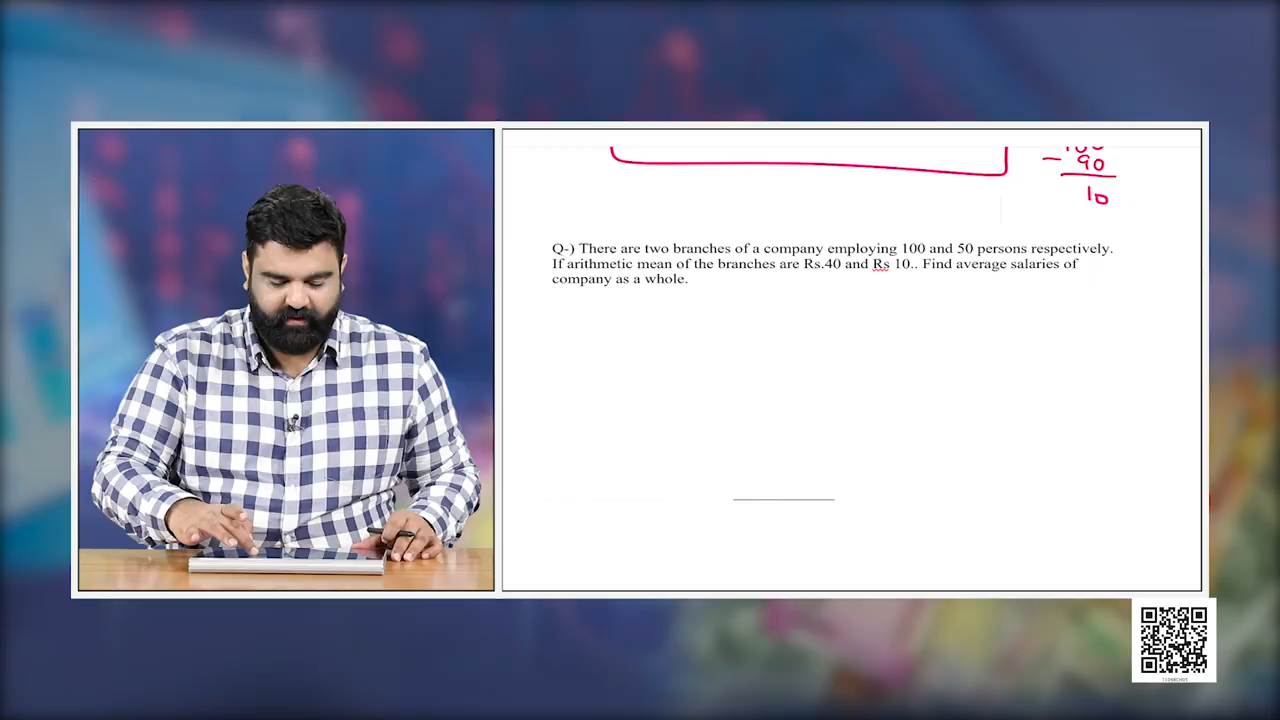 - 90
10
Q-) There are two branches of a company employing 100 and 50 persons respectively.
If arithmetic mean of the branches are Rs.40 and Rs 10.. Find average salaries of
company as a whole.